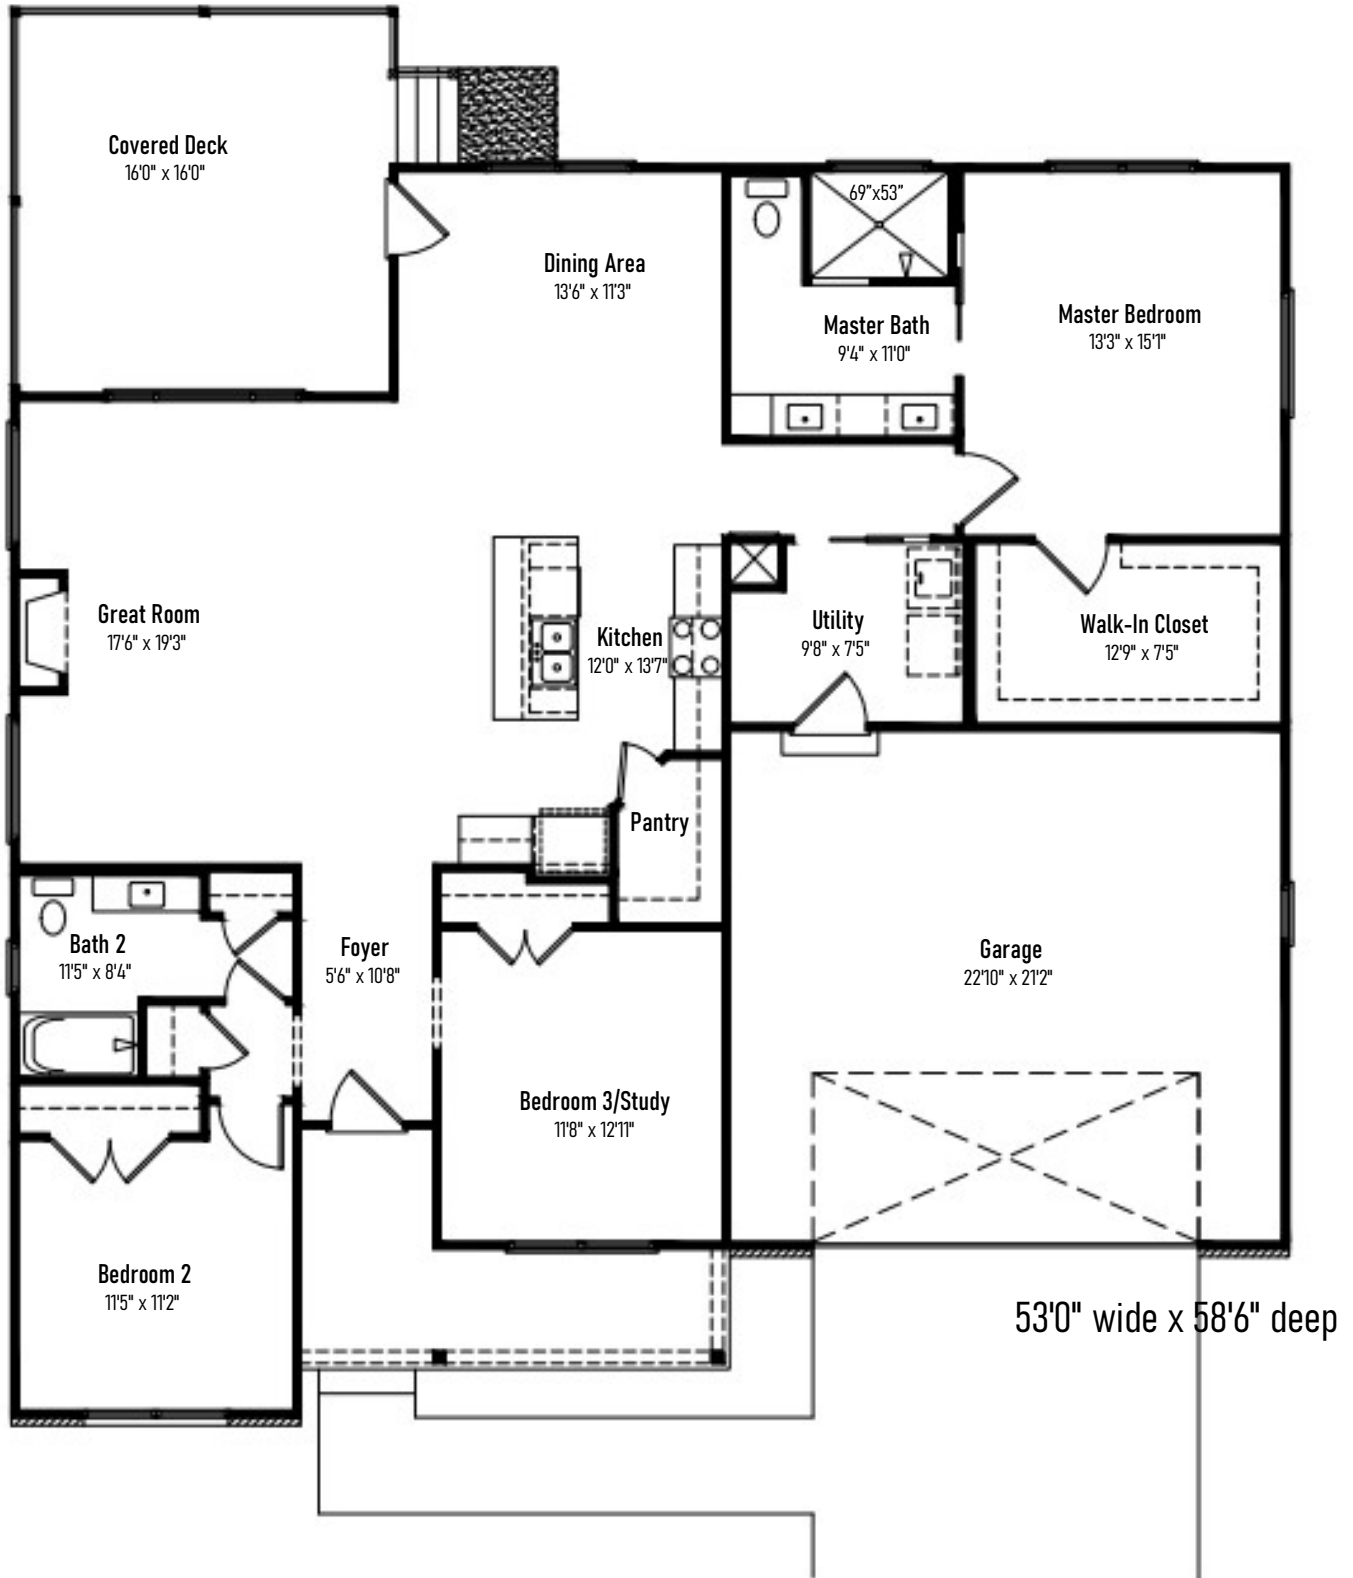 Covered Deck
16'0" x 16'0"
69"x53"
Dining Area
13'6" x 11'3"
Master Bath
9'4" x 11'0"
Master Bedroom
13'3" x 15'1"
Great Room
17'6" x 19'3"
Kitchen
12'0" x 13'7"
Utility
9'8" x 7'5"
Walk-In Closet
12'9" x 7'5"
Pantry
Bath 2
11'5" x 8'4"
Foyer
5'6" x 10'8"
Garage
22'10" x 21'2"
Bedroom 3/Study
11'8" x 12'11"
Bedroom 2
11'5" x 11'2"
53'0" wide x 58'6" deep